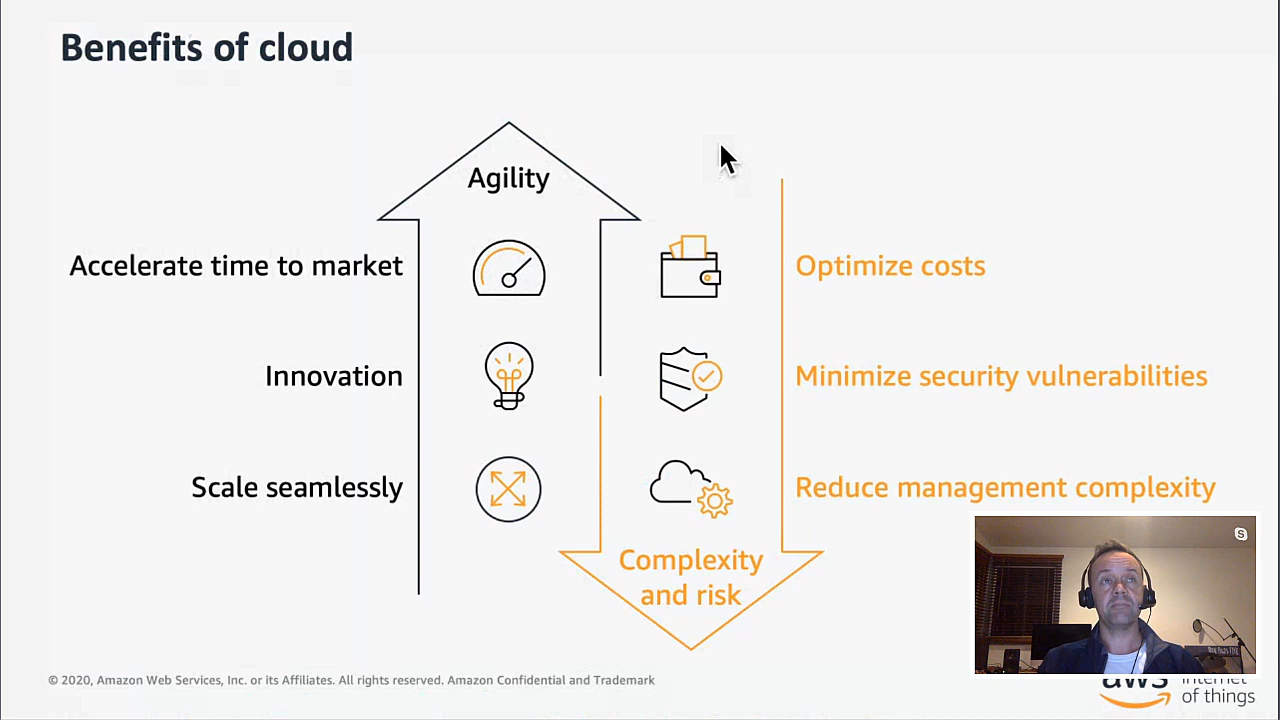 Benefits of cloud
Agility
Accelerate time to market
Optimize costs
Innovation
Minimize security vulnerabilities
Scale seamlessly
Reduce management complexity
Complexity
and risk
© 2020, Amazon Web Services, Inc. or its Affiliates. All rights reserved. Amazon Confidential and Trademark
aws
internet
of things